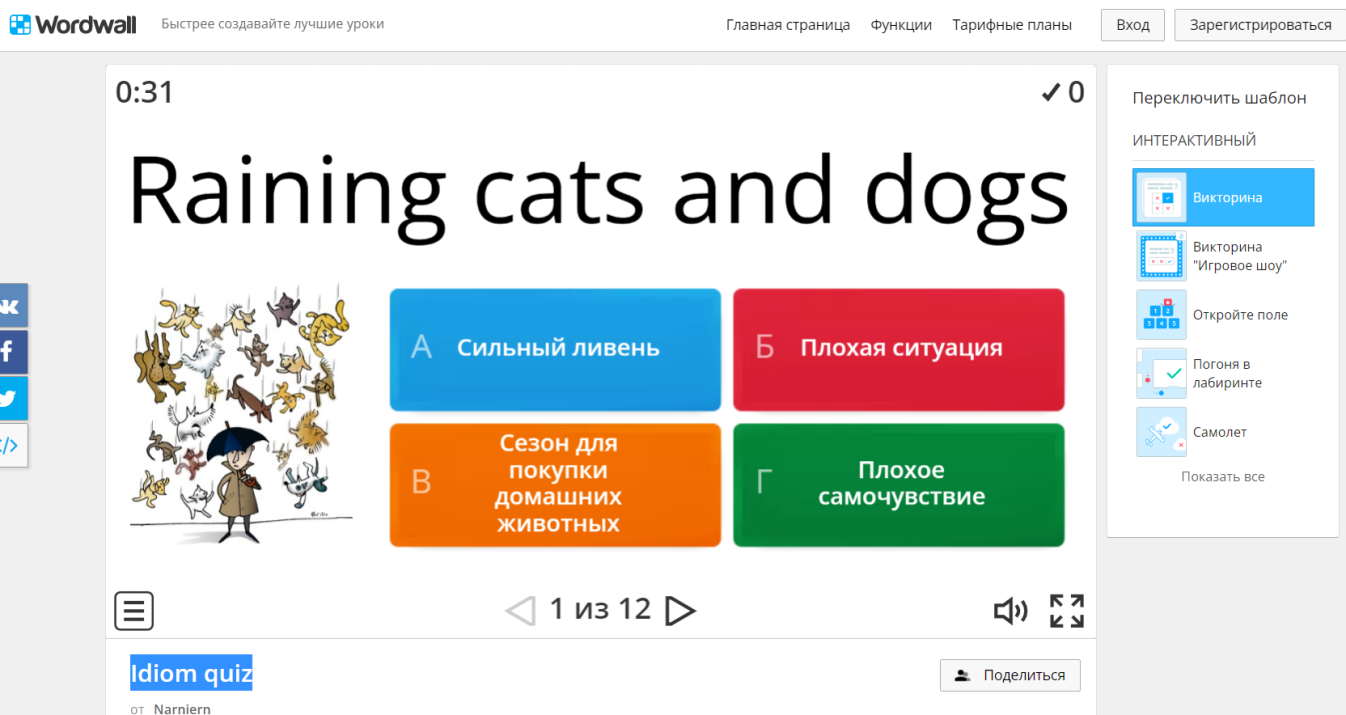 Wordwall Быстрее создавайте лучшие уроки Главная страница Функции Тарифные планы Вход Зарегистрироваться
0:31 0
Raining cats and dogs
А Сильный ливень
Б Плохая ситуация
В Сезон для
покупки
домашних
животных
Г Плохое
самочувствие
1 из 12
Idiom quiz
Поделиться
от Narniern
Переключить шаблон
ИНТЕРАКТИВНЫЙ
Викторина
Викторина
"Игровое шоу"
Откройте поле
Погоня в
лабиринте
Самолет
Показать все